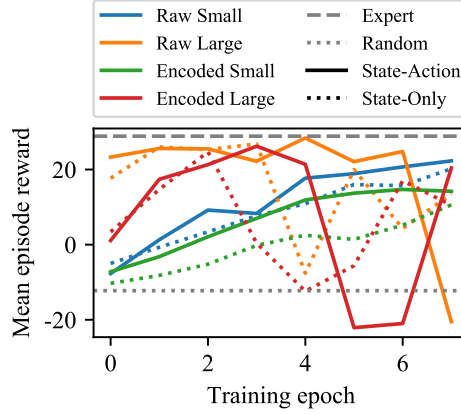 Raw Small
Raw Large
Encoded Small
Encoded Large
Expert
Random
State-Action
State-Only
Mean episode reward
20
0
-20
0
2
4
6
Training epoch